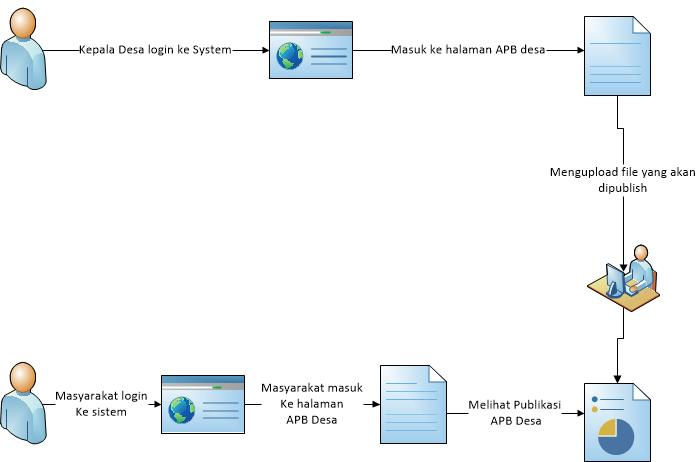 Kepala Desa login ke System
Masuk ke halaman APB desa
Mengupload file yang akan
dipublish
Masyarakat login
Ke sistem
Masyarakat masuk
Ke halaman
APB Desa
Melihat Publikasi
APB Desa